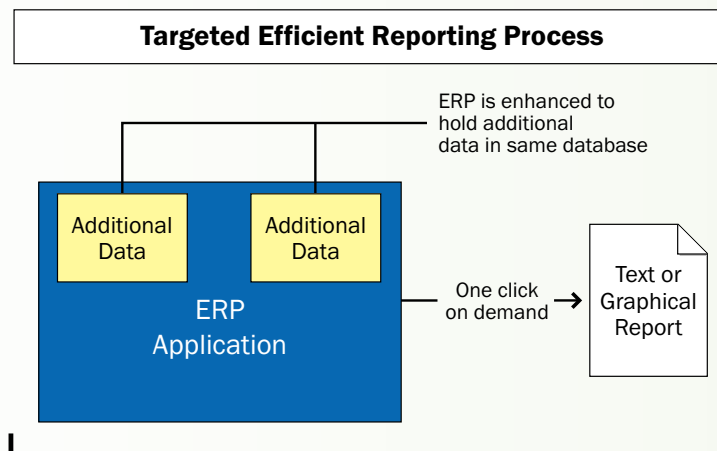 Targeted Efficient Reporting Process
ERP is enhanced to
hold additional
data in same database
Additional
Data
Additional
Data
ERP
Application
One click
on demand
Text or
Graphical
Report